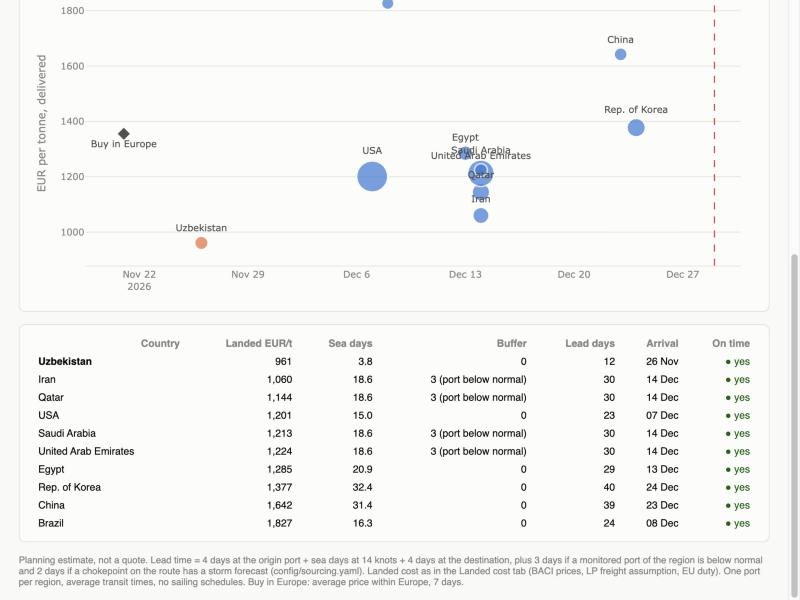 1800
1600
1400
1200
1000
EUR per tonne, delivered
China
Rep. of Korea
Buy in Europe
USA
Egypt
Saudi Arabia
United Arab Emirates
Qatar
Iran
Uzbekistan
Nov 22 Nov 29 Dec 6 Dec 13 Dec 20 Dec 27
2026
Country Landed EUR/t Sea days Buffer Lead days Arrival On time
Uzbekistan 961 3.8 0 12 26 Nov ● yes
Iran 1,060 18.6 3 (port below normal) 30 14 Dec ● yes
Qatar 1,144 18.6 3 (port below normal) 30 14 Dec ● yes
USA 1,201 15.0 0 23 07 Dec ● yes
Saudi Arabia 1,213 18.6 3 (port below normal) 30 14 Dec ● yes
United Arab Emirates 1,224 18.6 3 (port below normal) 30 14 Dec ● yes
Egypt 1,285 20.9 0 29 13 Dec ● yes
Rep. of Korea 1,377 32.4 0 40 24 Dec ● yes
China 1,642 31.4 0 39 23 Dec ● yes
Brazil 1,827 16.3 0 24 08 Dec ● yes
Planning estimate, not a quote. Lead time = 4 days at the origin port + sea days at 14 knots + 4 days at the destination, plus 3 days if a monitored port of the region is below normal
and 2 days if a chokepoint on the route has a storm forecast (config/sourcing.yaml). Landed cost as in the Landed cost tab (BACI prices, LP freight assumption, EU duty). One port
per region, average transit times, no sailing schedules. Buy in Europe: average price within Europe, 7 days.